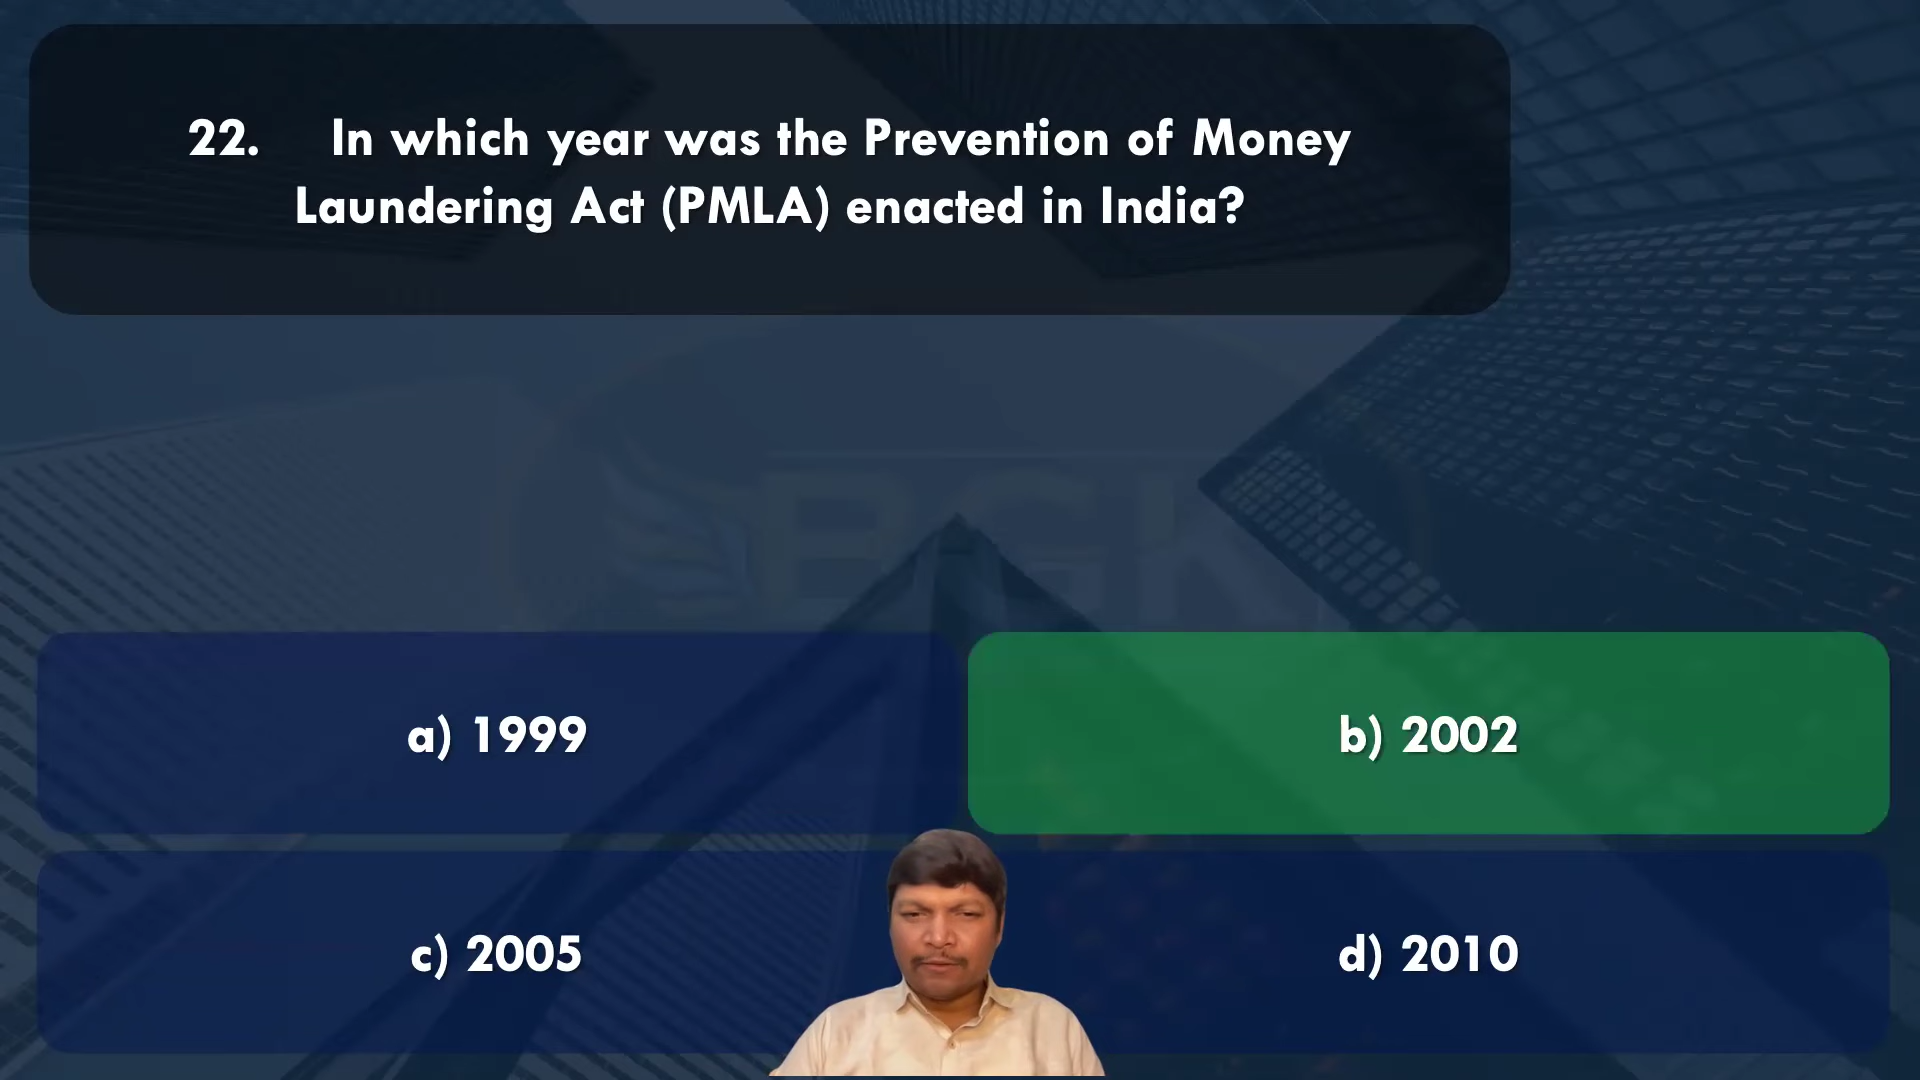 22. In which year was the Prevention of Money
Laundering Act (PMLA) enacted in India?
BGK
a) 1999
b) 2002
c) 2005
d) 2010